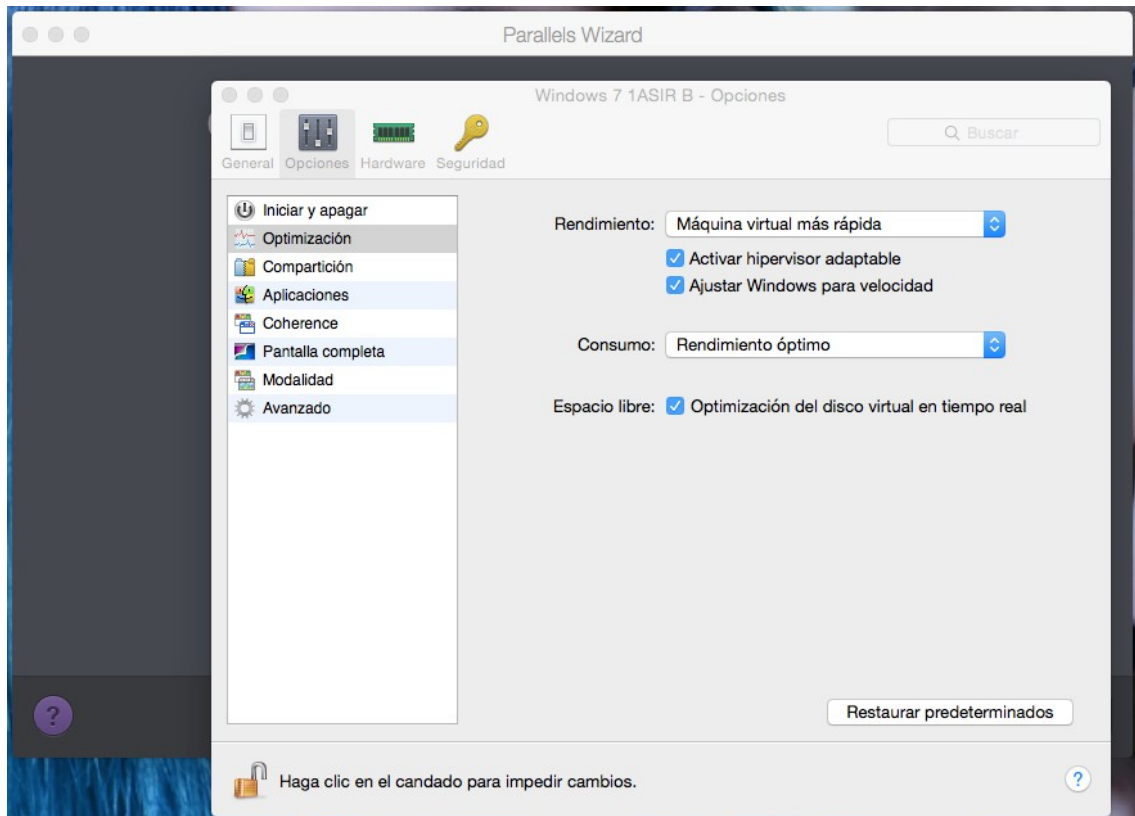 Parallels Wizard
Windows 7 1ASIR B - Opciones
General Opciones Hardware Seguridad
Buscar
Iniciar y apagar
Optimización
Compartición
Aplicaciones
Coherence
Pantalla completa
Modalidad
Avanzado
Rendimiento: Máquina virtual más rápida
Activar hipervisor adaptable
Ajustar Windows para velocidad
Consumo: Rendimiento óptimo
Espacio libre: Optimización del disco virtual en tiempo real
Restaurar predeterminados
?
Haga clic en el candado para impedir cambios.
?